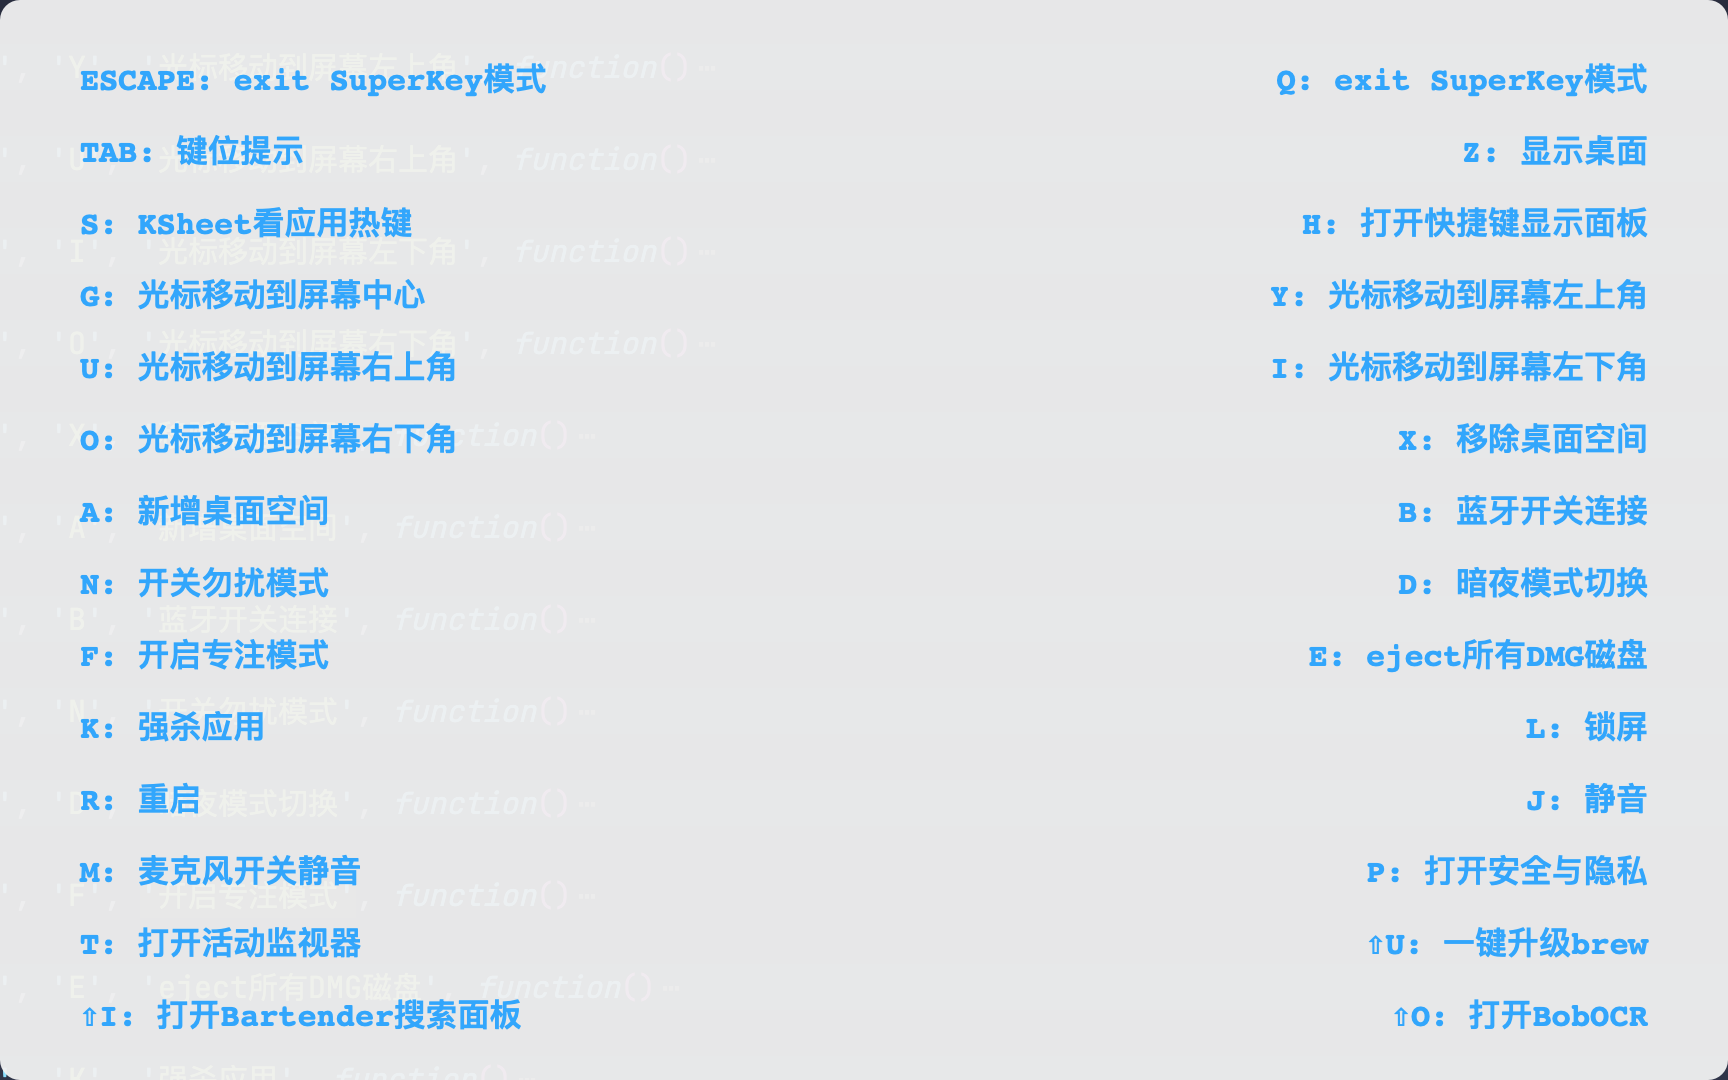 ESCAPE: exit SuperKey模式
Q: exit SuperKey模式
TAB: 键位提示
Z: 显示桌面
S: KSheet看应用热键
H: 打开快捷键显示面板
G: 光标移动到屏幕中心
Y: 光标移动到屏幕左上角
U: 光标移动到屏幕右上角
I: 光标移动到屏幕左下角
O: 光标移动到屏幕右下角
X: 移除桌面空间
A: 新增桌面空间
B: 蓝牙开关连接
N: 开关勿扰模式
D: 暗夜模式切换
F: 开启专注模式
E: eject所有DMG磁盘
K: 强杀应用
L: 锁屏
R: 重启
J: 静音
M: 麦克风开关静音
P: 打开安全与隐私
T: 打开活动监视器
⇧U: 一键升级brew
⇧I: 打开Bartender搜索面板
⇧O: 打开BobOCR